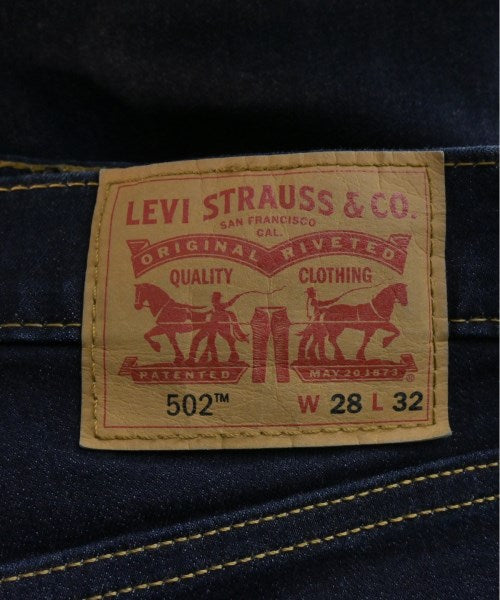 LEVI STRAUSS & CO.
SAN FRANCISCO
CAL.
ORIGINAL RIVETED
QUALITY CLOTHING
PATENTED MAY 20 1873 ®
502™ W 28 L 32